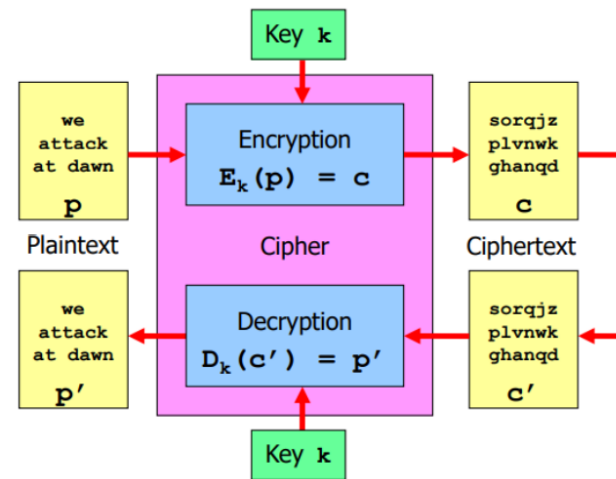 Key k
we
attack
at dawn
p
Encryption
Eₖ(p) = c
sorqjz
plvnwk
ghanqd
c
Plaintext
Cipher
Ciphertext
we
attack
at dawn
p’
Decryption
Dₖ(c’) = p’
sorqjz
plvnwk
ghanqd
c’
Key k